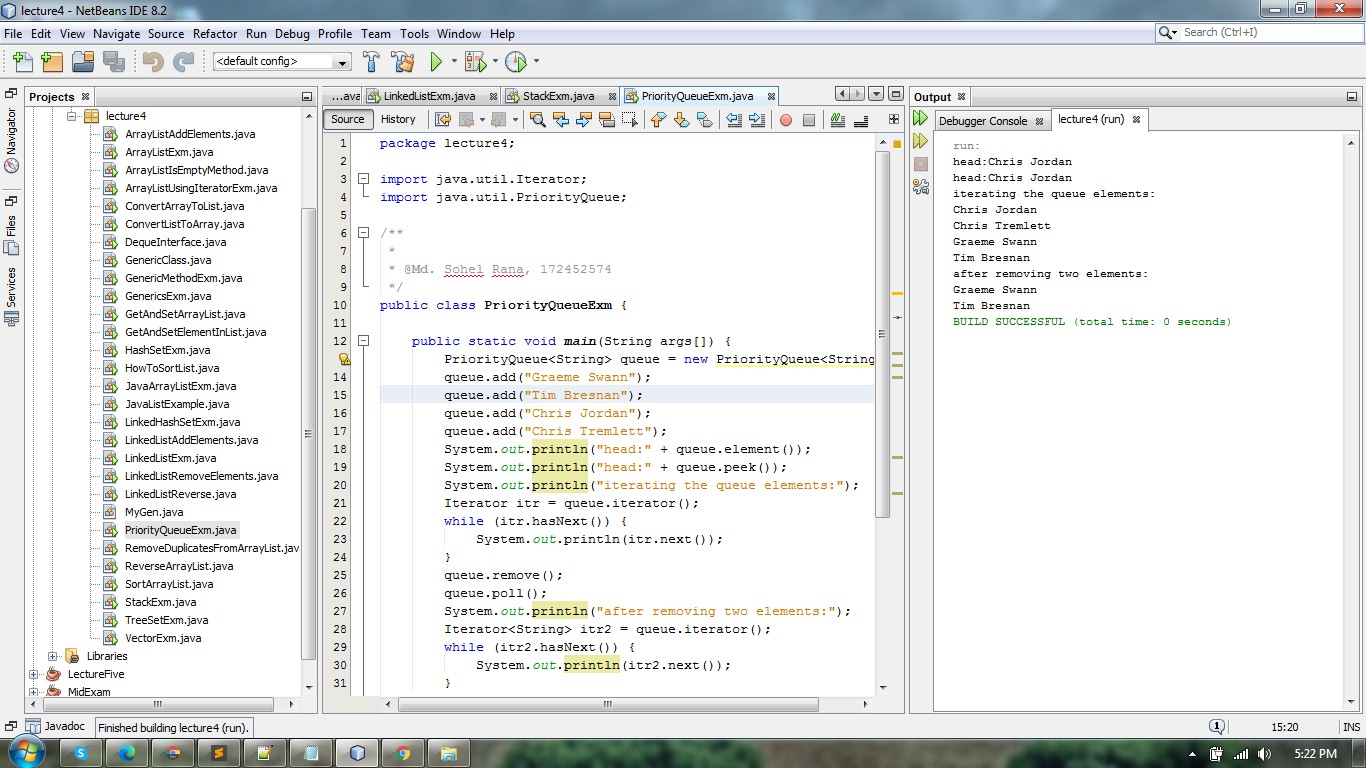 lecture4 - NetBeans IDE 8.2
File Edit View Navigate Source Refactor Run Debug Profile Team Tools Window Help
Search (Ctrl+I)
<default config>
Navigator
Files
Services
Projects
lecture4
ArrayListAddElements.java
ArrayListExm.java
ArrayListIsEmptyMethod.java
ArrayListUsingIteratorExm.java
ConvertArrayToList.java
ConvertListToArray.java
DequeInterface.java
GenericClass.java
GenericMethodExm.java
GenericsExm.java
GetAndSetArrayList.java
GetAndSetElementInList.java
HashSetExm.java
HowToSortList.java
JavaArrayListExm.java
JavaListExample.java
LinkedHashSetExm.java
LinkedListAddElements.java
LinkedListExm.java
LinkedListRemoveElements.java
LinkedListReverse.java
MyGen.java
PriorityQueueExm.java
RemoveDuplicatesFromArrayList.jav
ReverseArrayList.java
SortArrayList.java
StackExm.java
TreeSetExm.java
VectorExm.java
Libraries
LectureFive
MidExam
...ava LinkedListExm.java StackExm.java PriorityQueueExm.java
Source History
1 package lecture4;
2
3 import java.util.Iterator;
4 import java.util.PriorityQueue;
5
6 /**
7 *
8 * @Md. Sohel Rana, 172452574
9 */
10 public class PriorityQueueExm {
11
12 public static void main(String args[]) {
PriorityQueue<String> queue = new PriorityQueue<String
14 queue.add("Graeme Swann");
15 queue.add("Tim Bresnan");
16 queue.add("Chris Jordan");
17 queue.add("Chris Tremlett");
18 System.out.println("head:" + queue.element());
19 System.out.println("head:" + queue.peek());
20 System.out.println("iterating the queue elements:");
21 Iterator itr = queue.iterator();
22 while (itr.hasNext()) {
23 System.out.println(itr.next());
24 }
25 queue.remove();
26 queue.poll();
27 System.out.println("after removing two elements:");
28 Iterator<String> itr2 = queue.iterator();
29 while (itr2.hasNext()) {
30 System.out.println(itr2.next());
31 }
Output
Debugger Console lecture4 (run)
run:
head:Chris Jordan
head:Chris Jordan
iterating the queue elements:
Chris Jordan
Chris Tremlett
Graeme Swann
Tim Bresnan
after removing two elements:
Graeme Swann
Tim Bresnan
BUILD SUCCESSFUL (total time: 0 seconds)
Javadoc
Finished building lecture4 (run).
1 15:20 INS
5:22 PM